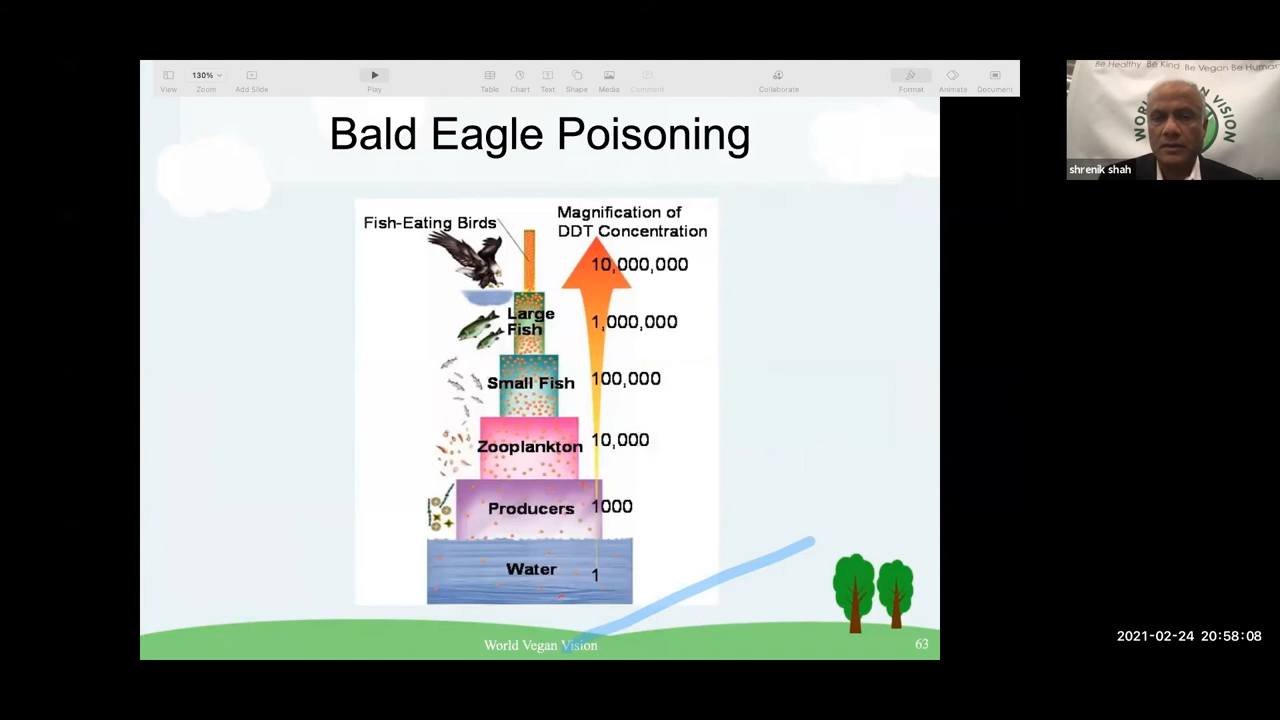 130%
View
Zoom
Add Slide
Play
Table
Chart
Text
Shape
Media
Comment
Collaborate
Format
Animate
Document
Bald Eagle Poisoning
Fish-Eating Birds
Magnification of
DDT Concentration
10,000,000
Large
Fish
1,000,000
Small Fish
100,000
Zooplankton
10,000
Producers
1000
Water
1
World Vegan Vision
63
Be Healthy Be Kind Be Vegan Be Human
VISION
shrenik shah
2021-02-24 20:58:08